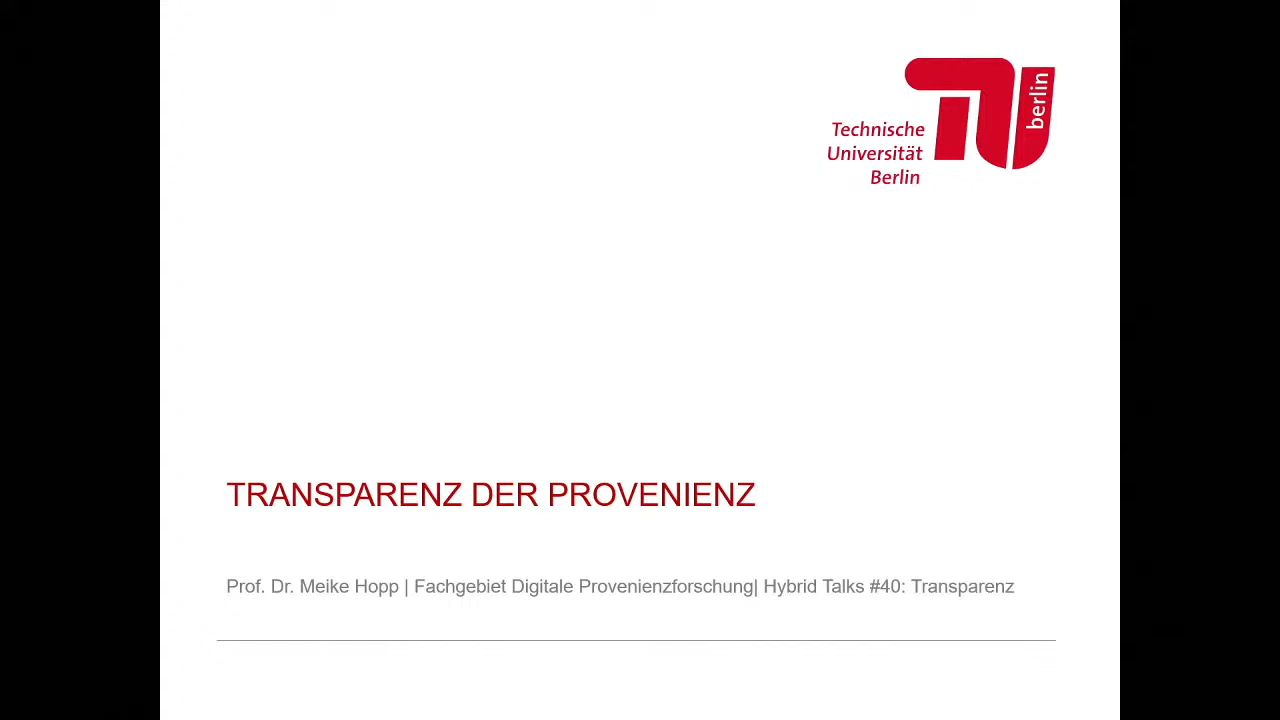 berlin
Technische
Universität
Berlin
TRANSPARENZ DER PROVENIENZ
Prof. Dr. Meike Hopp | Fachgebiet Digitale Provenienzforschung| Hybrid Talks #40: Transparenz